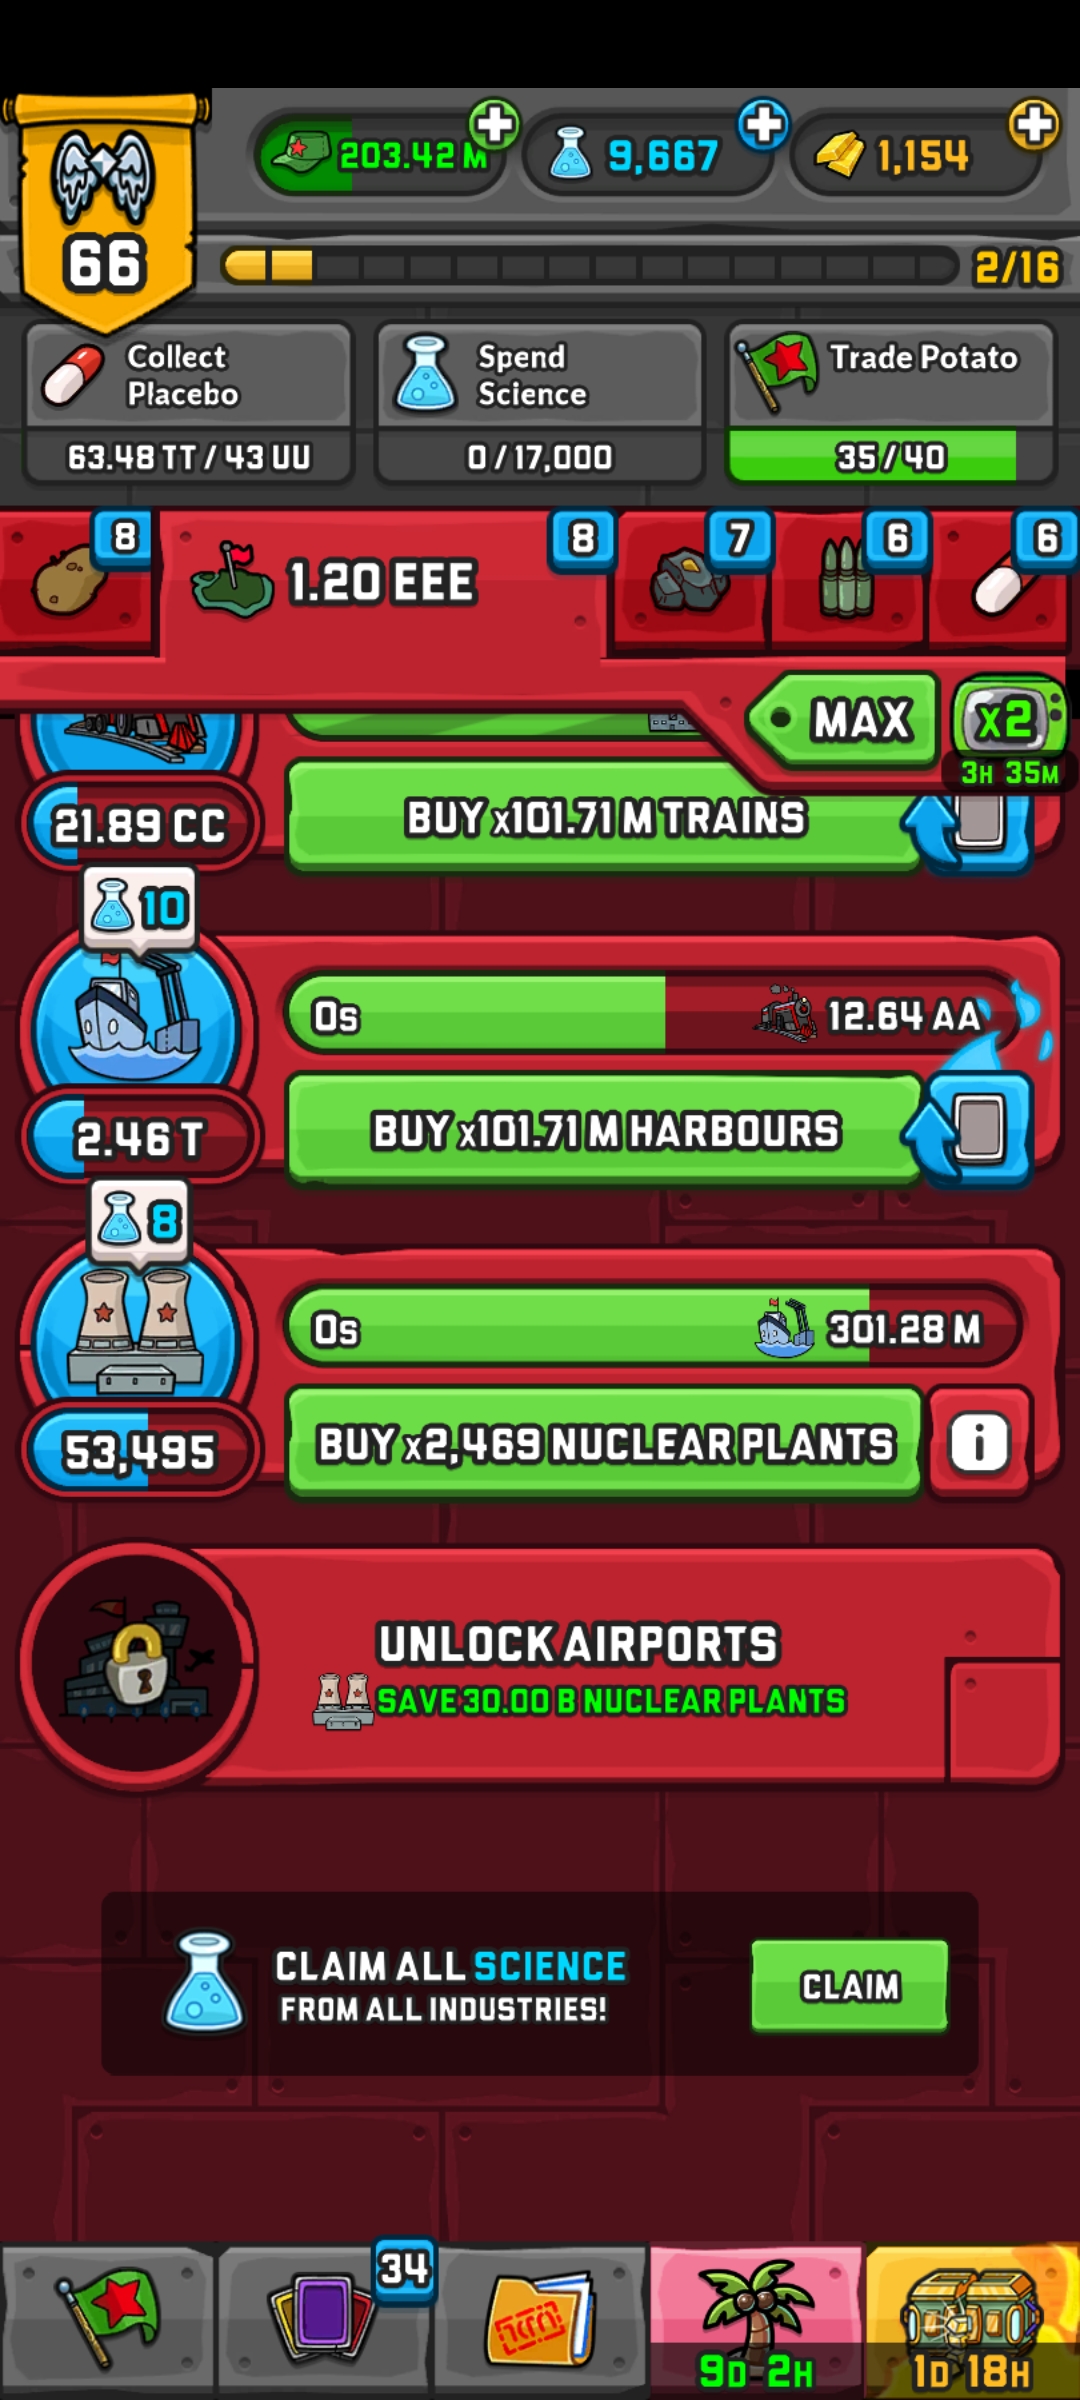 203.42 M
9,667
1,154
66
2/16
Collect
Placebo
Spend
Science
Trade Potato
63.48 TT / 43 UU
0 / 17,000
35 / 40
8
1.20 EEE
8
7
6
6
MAX
x2
3H 35M
BUY x101.71 M TRAINS
21.89 CC
10
0s
12.64 AA
BUY x101.71 M HARBOURS
2.46 T
8
0s
301.28 M
BUY x2,469 NUCLEAR PLANTS
i
53,495
UNLOCK AIRPORTS
SAVE 30.00 B NUCLEAR PLANTS
CLAIM ALL SCIENCE
FROM ALL INDUSTRIES!
CLAIM
34
9D 2H
1D 18H